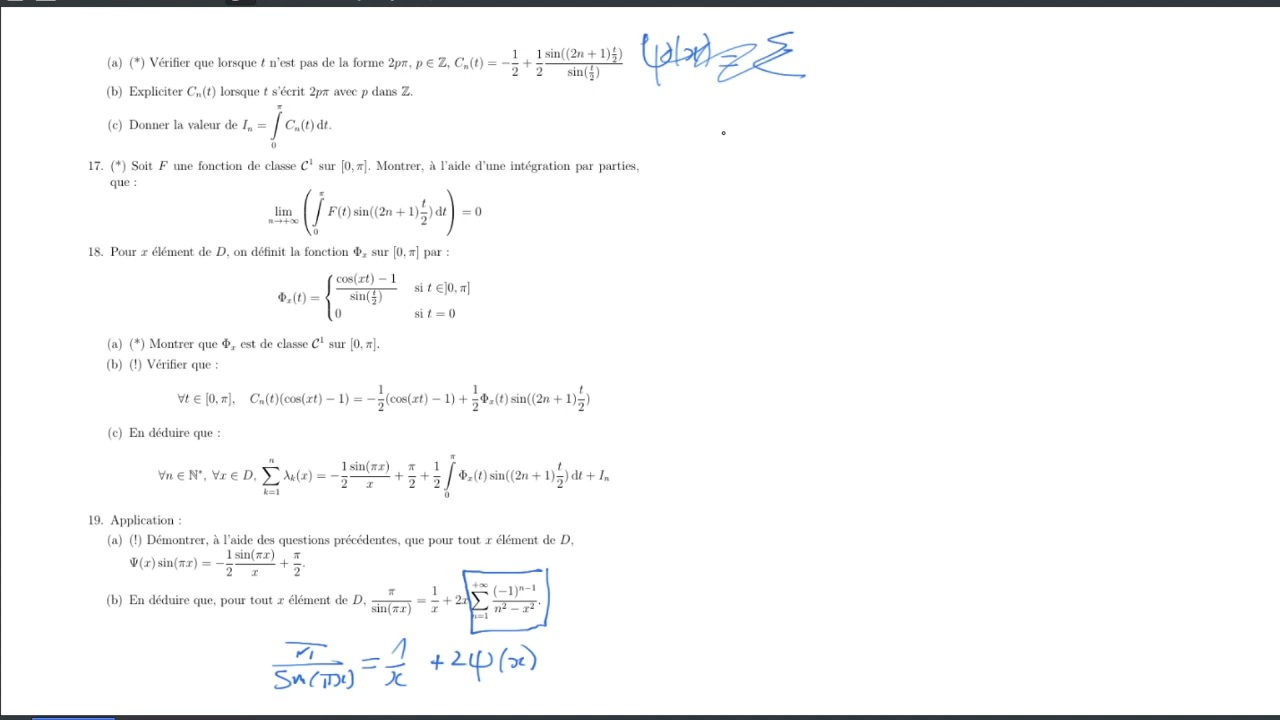 (a) (*) Vérifier que lorsque t n'est pas de la forme 2pπ, p ∈ ℤ, Cₙ(t) = −1/2 + 1/2 sin((2n + 1)t/2)/sin(t/2)
(b) Expliciter Cₙ(t) lorsque t s'écrit 2pπ avec p dans ℤ.
(c) Donner la valeur de Iₙ = ∫₀^π Cₙ(t) dt.
17. (*) Soit F une fonction de classe 𝒞¹ sur [0, π]. Montrer, à l'aide d'une intégration par parties,
que :
lim n→+∞ (∫₀^π F(t) sin((2n + 1)t/2) dt) = 0
18. Pour x élément de D, on définit la fonction Φₓ sur [0, π] par :
Φₓ(t) = { (cos(xt) − 1)/sin(t/2) si t ∈]0, π]
0 si t = 0
(a) (*) Montrer que Φₓ est de classe 𝒞¹ sur [0, π].
(b) (!) Vérifier que :
∀t ∈ [0, π], Cₙ(t)(cos(xt) − 1) = −1/2(cos(xt) − 1) + 1/2Φₓ(t) sin((2n + 1)t/2)
(c) En déduire que :
∀n ∈ ℕ*, ∀x ∈ D, ∑_{k=1}^{n} λₖ(x) = −1/2 sin(πx)/x + π/2 + 1/2 ∫₀^π Φₓ(t) sin((2n + 1)t/2) dt + Iₙ
19. Application :
(a) (!) Démontrer, à l'aide des questions précédentes, que pour tout x élément de D,
Ψ(x) sin(πx) = −1/2 sin(πx)/x + π/2.
(b) En déduire que, pour tout x élément de D, π/sin(πx) = 1/x + 2x ∑_{n=1}^{+∞} (−1)^{n−1}/(n² − x²).
π/Sin(πx) = 1/x + 2ψ(x)